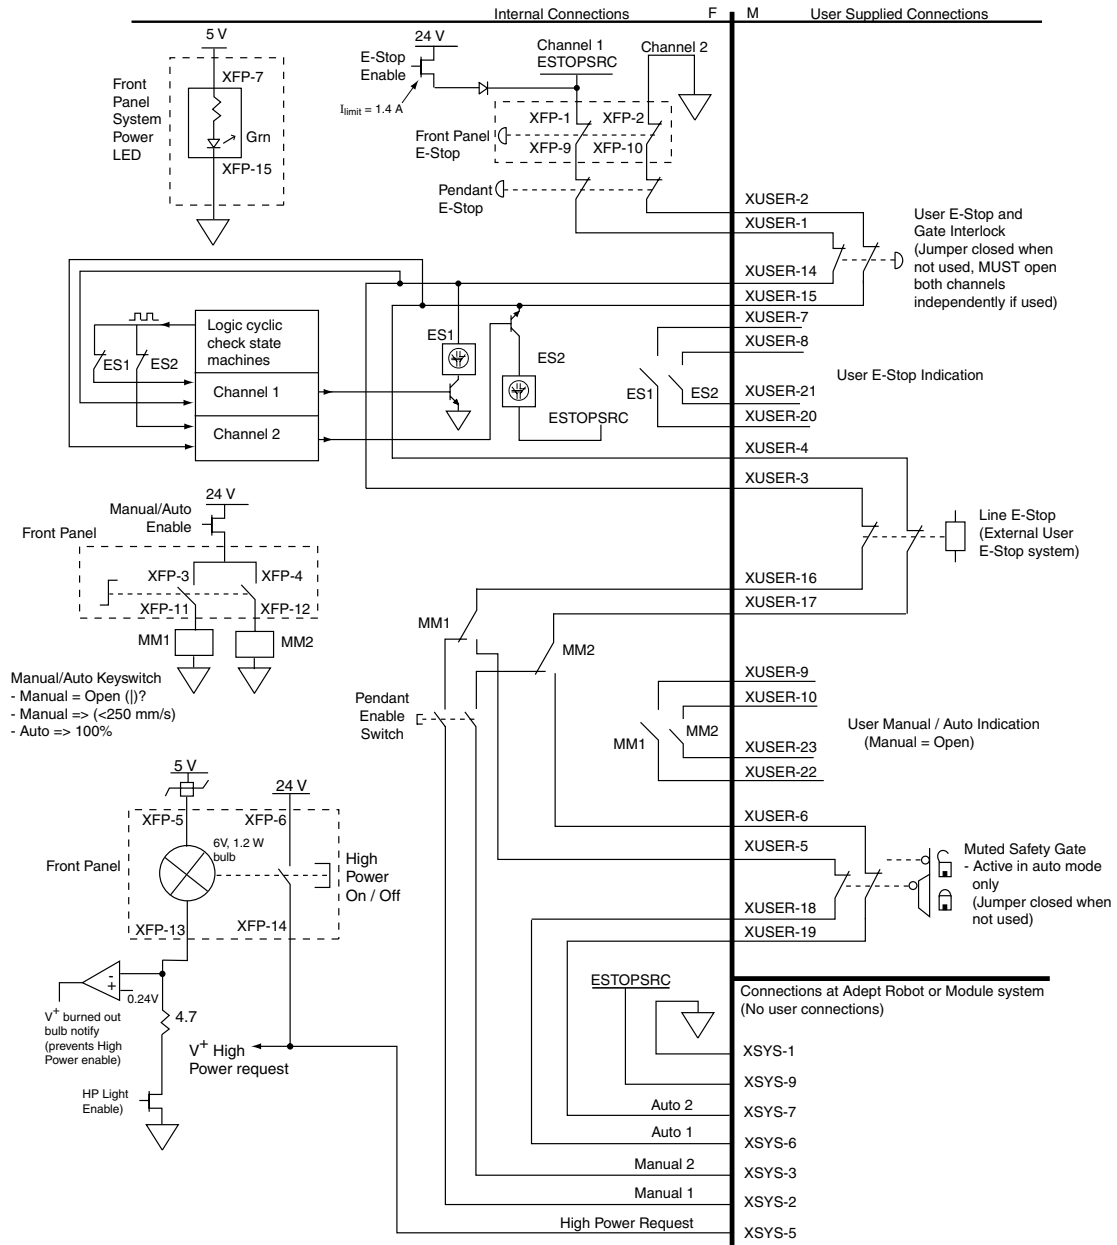 Internal Connections
F
M
User Supplied Connections
5 V
XFP-7
Front
Panel
System
Power
LED
Grn
XFP-15
24 V
E-Stop
Enable
Ilimit = 1.4 A
Channel 1
ESTOPSRC
Channel 2
XFP-1
XFP-2
Front Panel
E-Stop
XFP-9
XFP-10
Pendant
E-Stop
XUSER-2
XUSER-1
XUSER-14
XUSER-15
User E-Stop and
Gate Interlock
(Jumper closed when
not used, MUST open
both channels
independently if used)
Logic cyclic
check state
machines
Channel 1
Channel 2
ES1
ES2
ES1
ES2
ESTOPSRC
XUSER-7
XUSER-8
ES1
ES2
XUSER-21
XUSER-20
User E-Stop Indication
XUSER-4
XUSER-3
Line E-Stop
(External User
E-Stop system)
XUSER-16
XUSER-17
24 V
Manual/Auto
Enable
Front Panel
XFP-3
XFP-4
XFP-11
XFP-12
MM1
MM2
Manual/Auto Keyswitch
- Manual = Open (|)?
- Manual => (<250 mm/s)
- Auto => 100%
MM1
MM2
Pendant
Enable
Switch
XUSER-9
XUSER-10
MM1
MM2
XUSER-23
XUSER-22
User Manual / Auto Indication
(Manual = Open)
5 V
24 V
XFP-5
XFP-6
6V, 1.2 W
bulb
Front Panel
High
Power
On / Off
XFP-13
XFP-14
-
+
0.24V
V+ burned out
bulb notify
(prevents High
Power enable)
4.7
V+ High
Power request
HP Light
Enable)
XUSER-6
XUSER-5
XUSER-18
XUSER-19
Muted Safety Gate
- Active in auto mode
only
(Jumper closed when
not used)
ESTOPSRC
Connections at Adept Robot or Module system
(No user connections)
XSYS-1
XSYS-9
Auto 2
XSYS-7
Auto 1
XSYS-6
Manual 2
XSYS-3
Manual 1
XSYS-2
High Power Request
XSYS-5